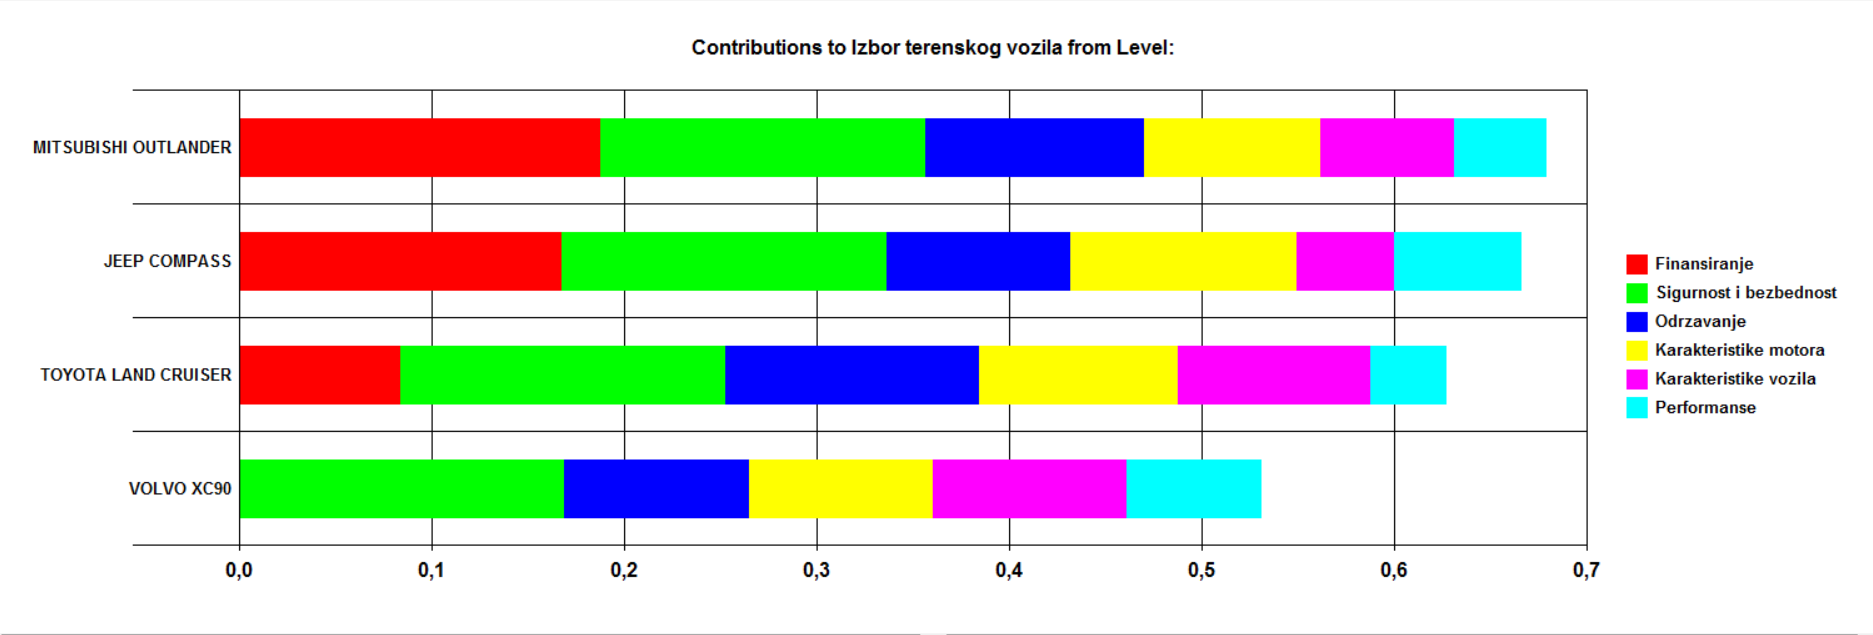 Contributions to Izbor terenskog vozila from Level:
MITSUBISHI OUTLANDER
JEEP COMPASS
TOYOTA LAND CRUISER
VOLVO XC90
0,0 0,1 0,2 0,3 0,4 0,5 0,6 0,7
Finansiranje
Sigurnost i bezbednost
Odrzavanje
Karakteristike motora
Karakteristike vozila
Performanse